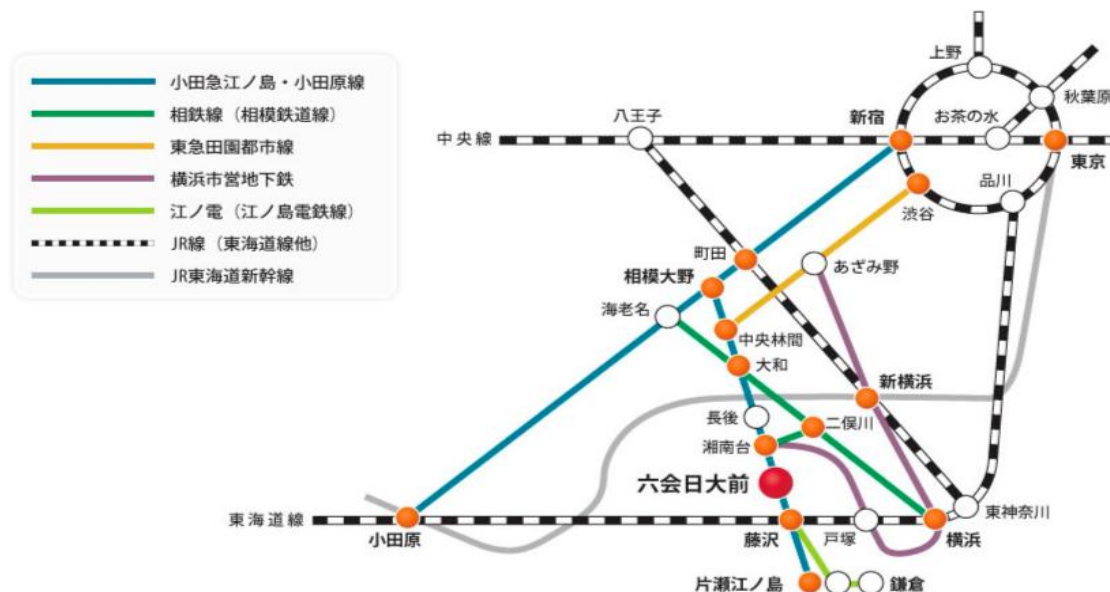 小田急江ノ島・小田原線
相鉄線（相模鉄道線）
東急田園都市線
横浜市営地下鉄
江ノ電（江ノ島電鉄線）
JR線（東海道線他）
JR東海道新幹線
上野
秋葉原
お茶の水
新宿
八王子
中央線
東京
品川
渋谷
町田
あざみ野
相模大野
海老名
中央林間
大和
新横浜
長後
二俣川
湘南台
六会日大前
東神奈川
東海道線
小田原
藤沢
戸塚
横浜
片瀬江ノ島
鎌倉